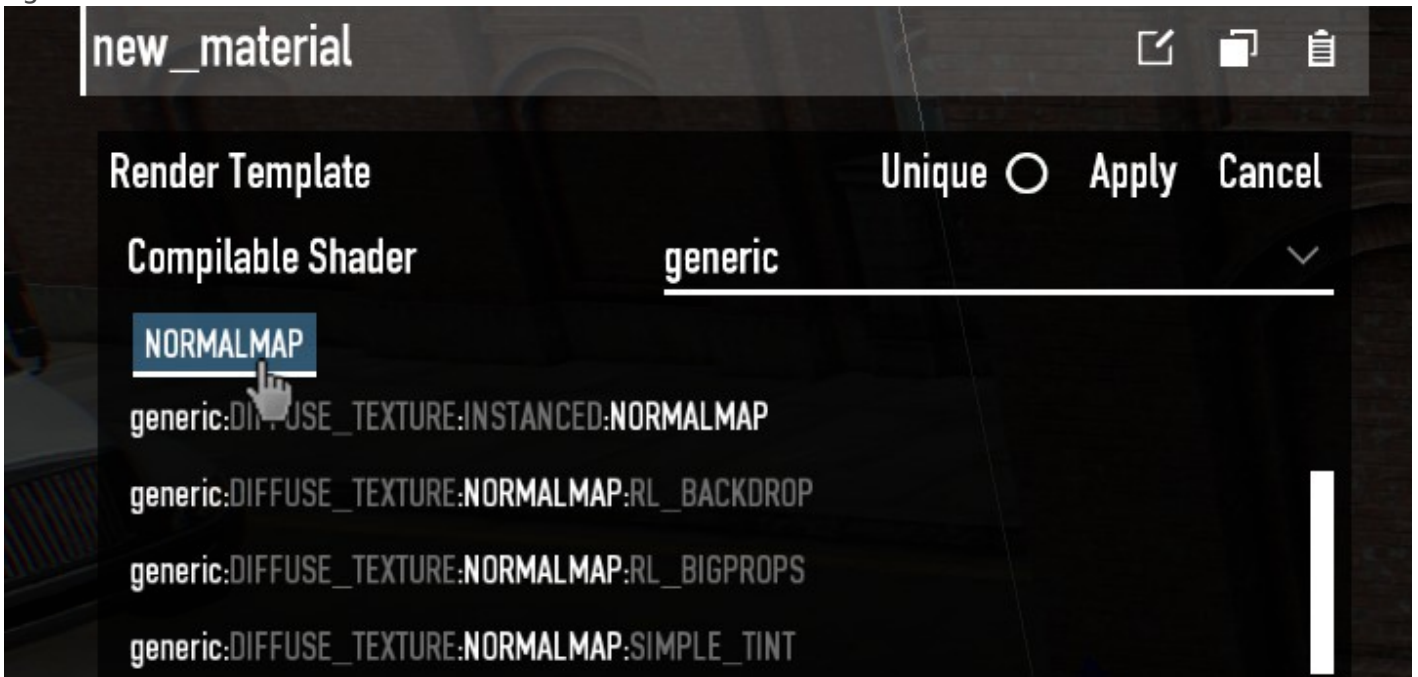 new_material
Render Template Unique Apply Cancel
Compilable Shader generic
NORMALMAP
generic:DIFFUSE_TEXTURE:INSTANCED:NORMALMAP
generic:DIFFUSE_TEXTURE:NORMALMAP:RL_BACKDROP
generic:DIFFUSE_TEXTURE:NORMALMAP:RL_BIGPROPS
generic:DIFFUSE_TEXTURE:NORMALMAP:SIMPLE_TINT